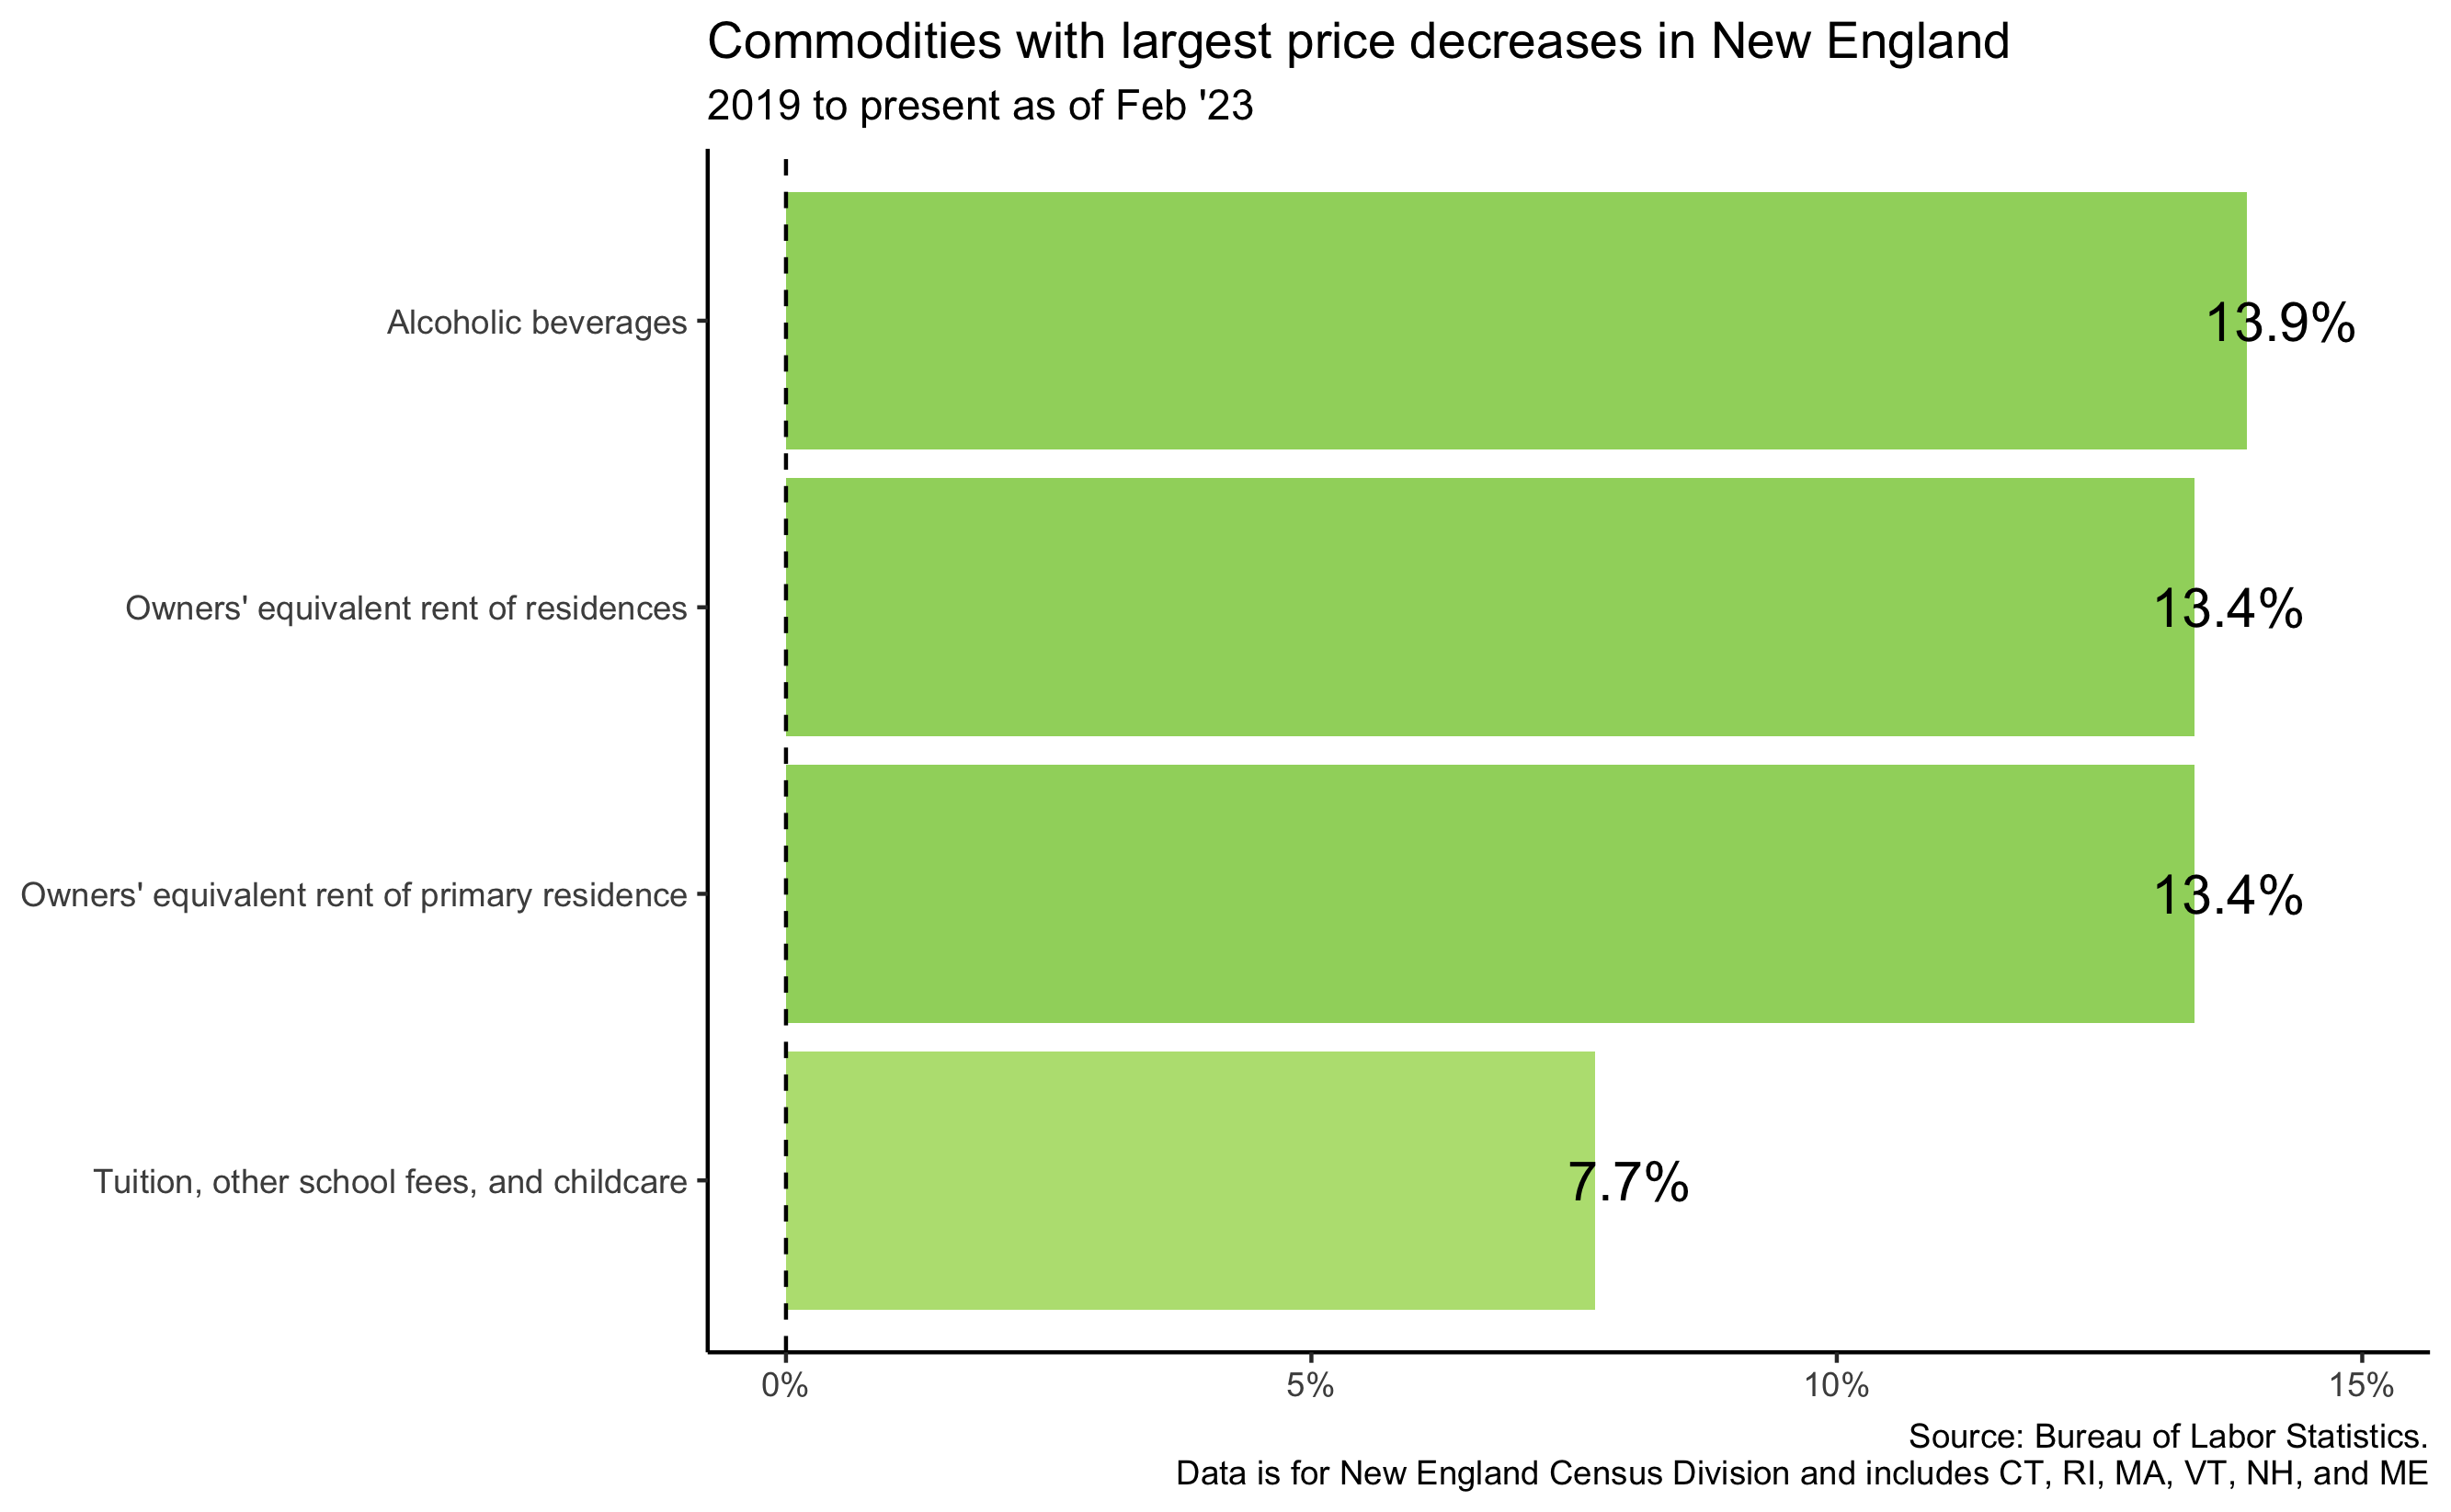 Commodities with largest price decreases in New England
2019 to present as of Feb '23
Alcoholic beverages
13.9%
Owners' equivalent rent of residences
13.4%
Owners' equivalent rent of primary residence
13.4%
Tuition, other school fees, and childcare
7.7%
0%
5%
10%
15%
Source: Bureau of Labor Statistics.
Data is for New England Census Division and includes CT, RI, MA, VT, NH, and ME